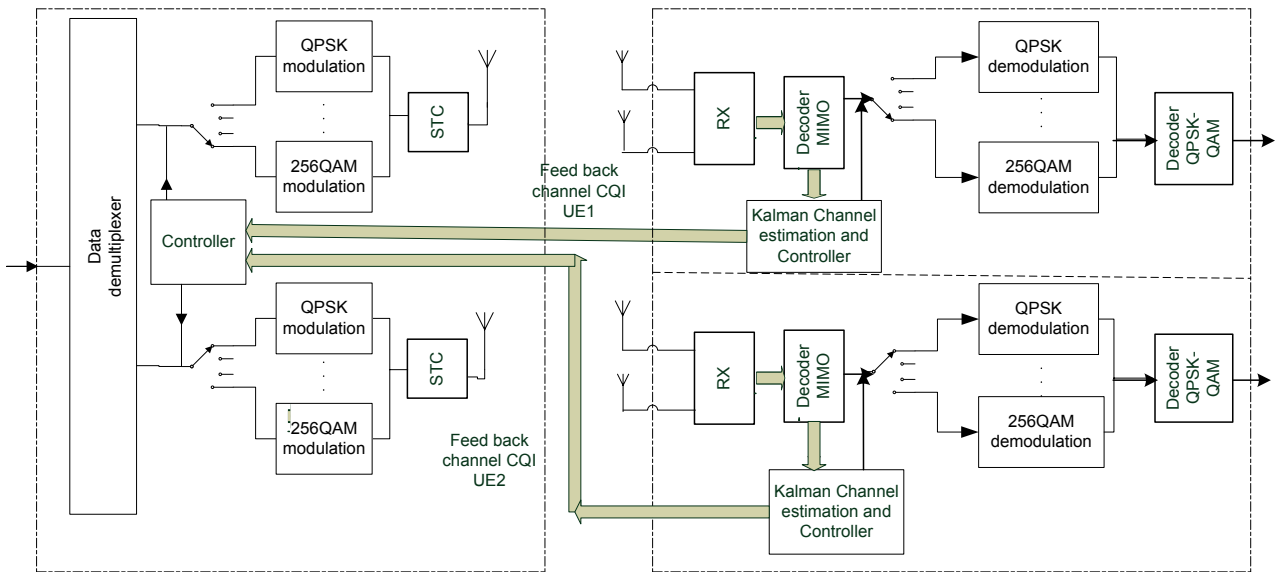 Data
demultiplexer
QPSK
modulation
256QAM
modulation
STC
Controller
QPSK
modulation
256QAM
modulation
STC
Feed back
channel CQI
UE1
Feed back
channel CQI
UE2
RX
Decoder
MIMO
Kalman Channel
estimation and
Controller
QPSK
demodulation
256QAM
demodulation
Decoder
QPSK-
QAM
RX
Decoder
MIMO
Kalman Channel
estimation and
Controller
QPSK
demodulation
256QAM
demodulation
Decoder
QPSK-
QAM